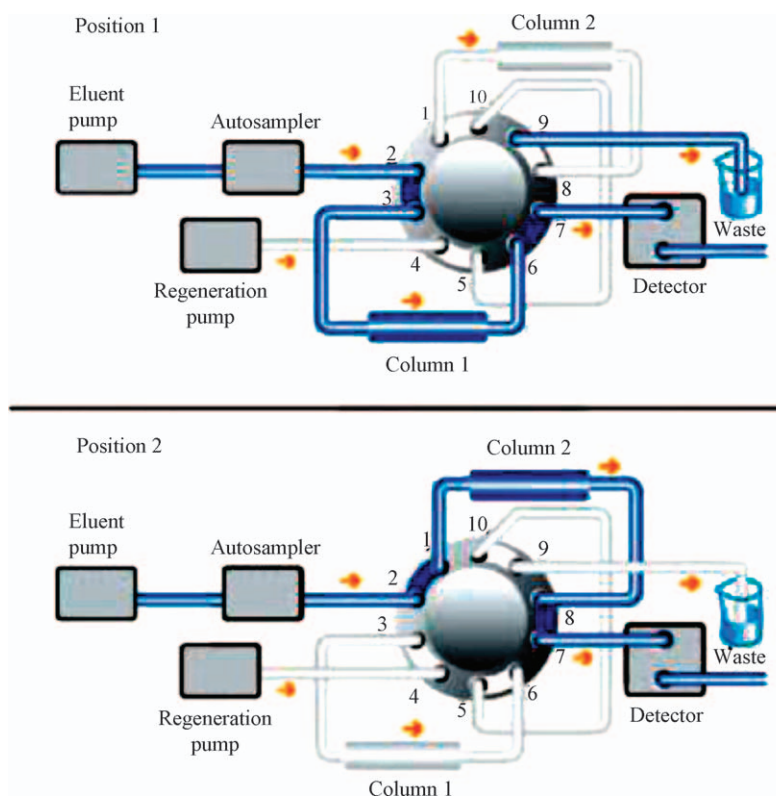 Position 1
Column 2
Eluent
pump
Autosampler
1
10
9
2
3
8
7
Waste
4
5
6
Regeneration
pump
Detector
Column 1
Position 2
Column 2
Eluent
pump
Autosampler
1
10
9
2
3
8
7
Waste
4
5
6
Regeneration
pump
Detector
Column 1